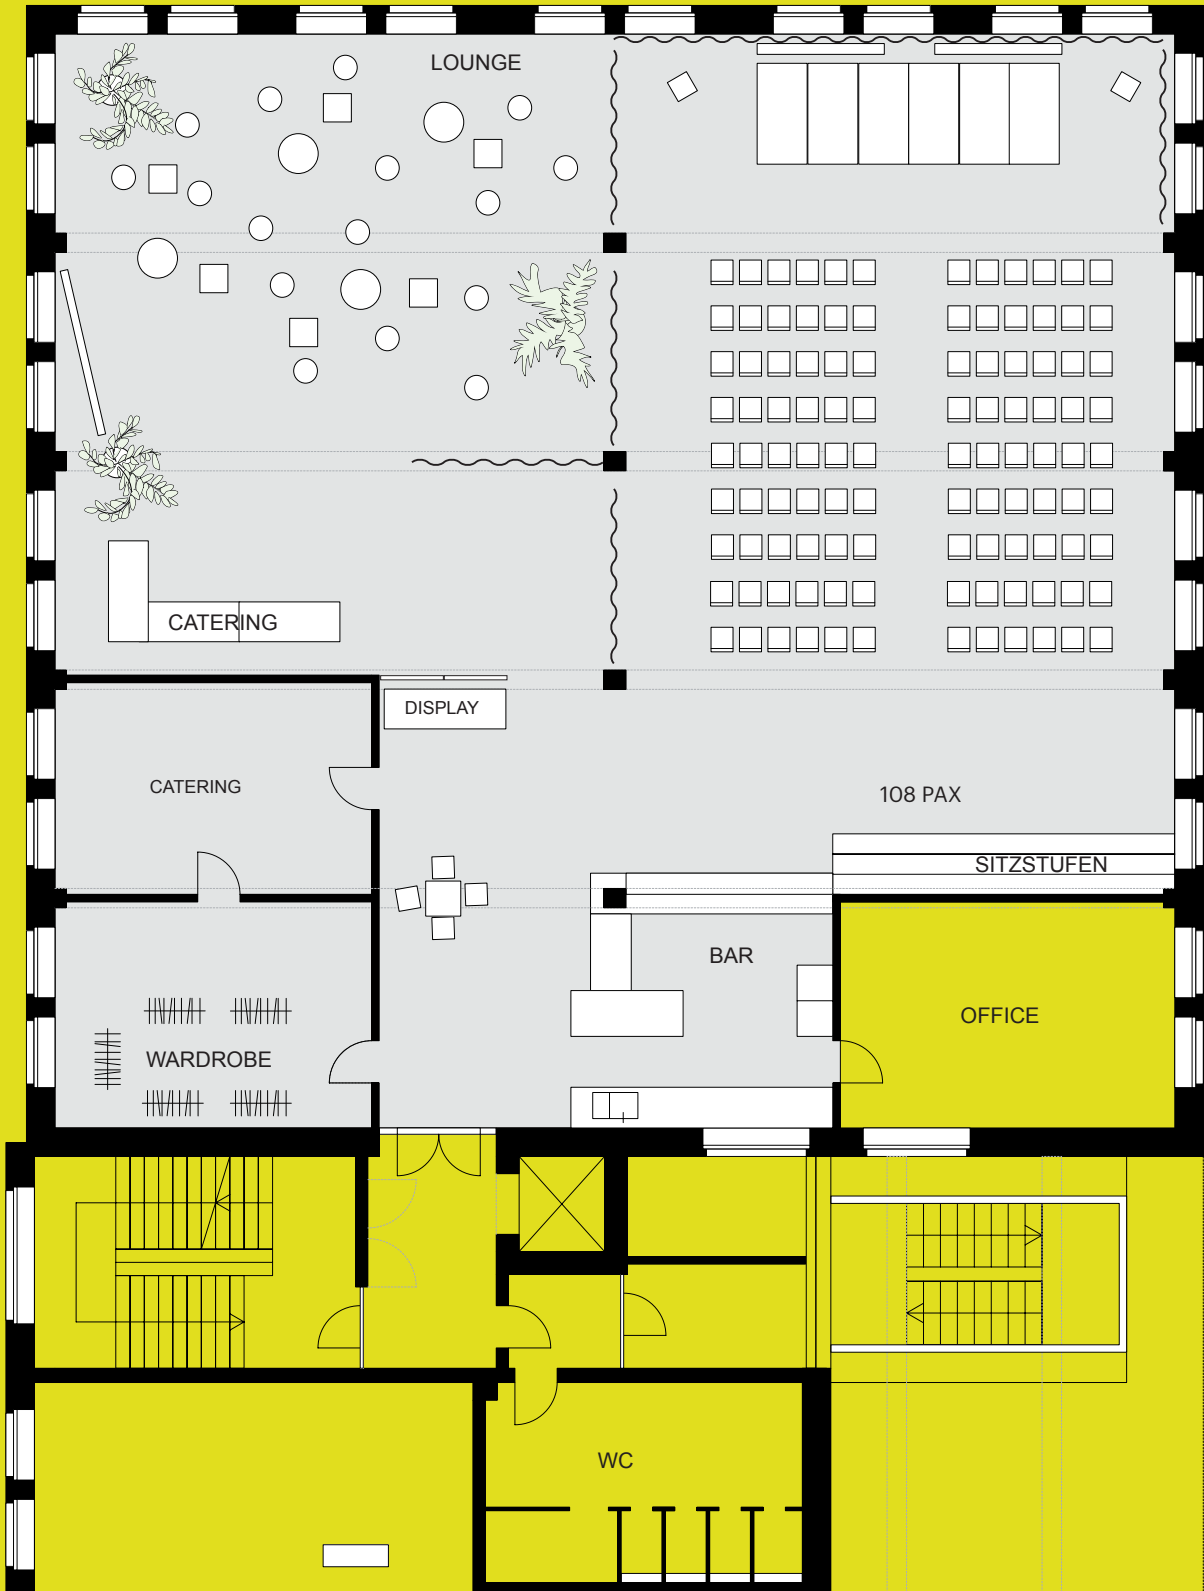 LOUNGE
CATERING
DISPLAY
CATERING
108 PAX
SITZSTUFEN
BAR
OFFICE
WARDROBE
WC